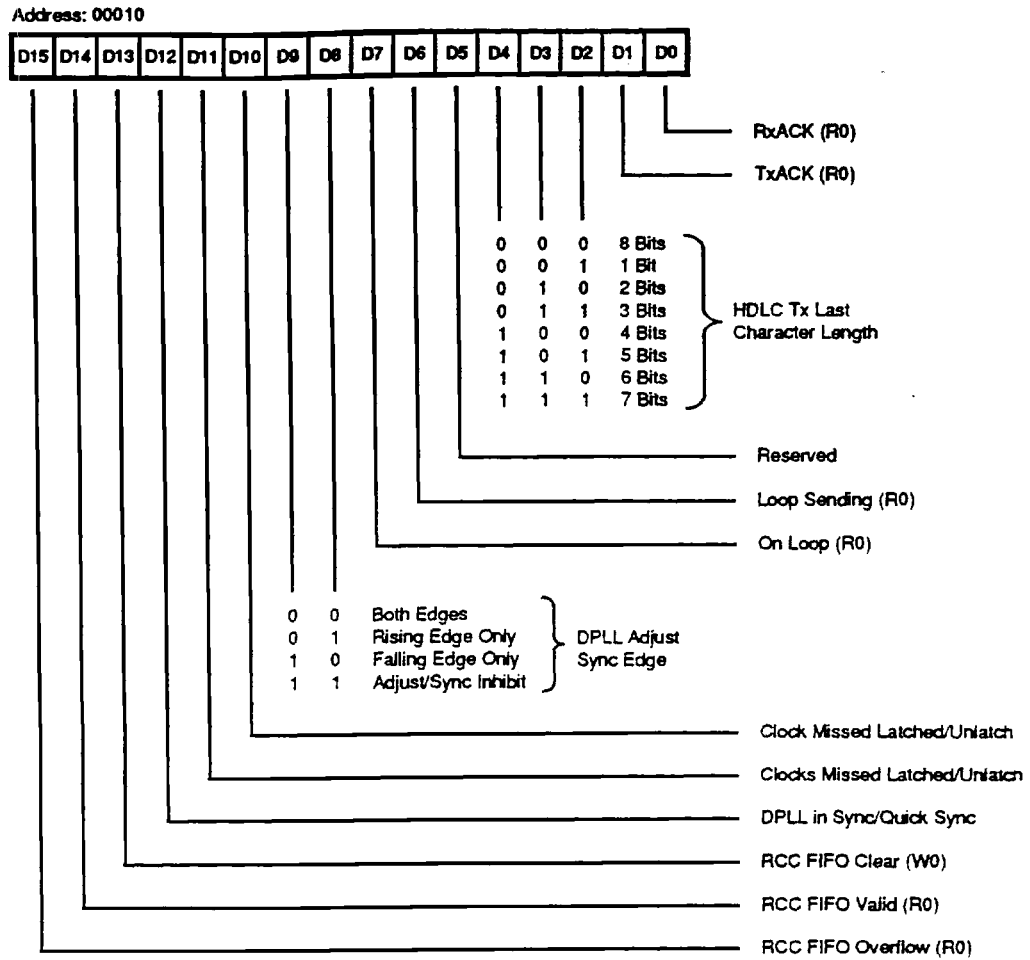 Address: 00010
D15 D14 D13 D12 D11 D10 D9 D8 D7 D6 D5 D4 D3 D2 D1 D0
RxACK (R0)
TxACK (R0)
0 0 0 8 Bits
0 0 1 1 Bit
0 1 0 2 Bits
0 1 1 3 Bits
1 0 0 4 Bits
1 0 1 5 Bits
1 1 0 6 Bits
1 1 1 7 Bits
HDLC Tx Last
Character Length
Reserved
Loop Sending (R0)
On Loop (R0)
0 0 Both Edges
0 1 Rising Edge Only
1 0 Falling Edge Only
1 1 Adjust/Sync Inhibit
DPLL Adjust
Sync Edge
Clock Missed Latched/Unlatch
Clocks Missed Latched/Unlatch
DPLL in Sync/Quick Sync
RCC FIFO Clear (W0)
RCC FIFO Valid (R0)
RCC FIFO Overflow (R0)